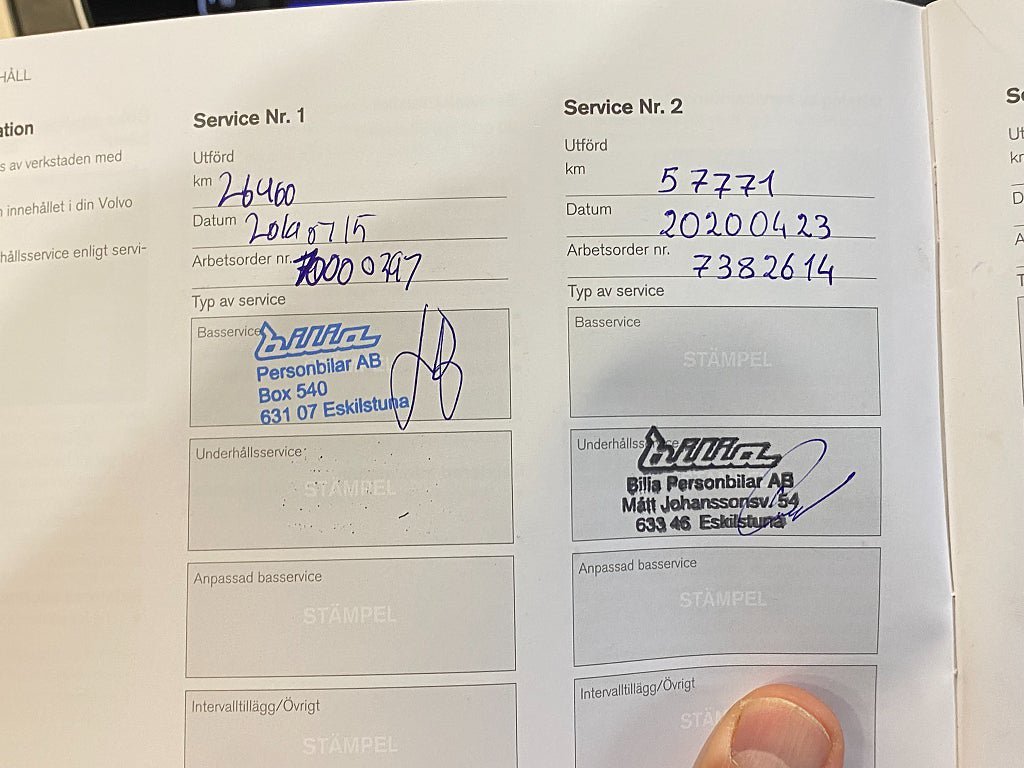 HÅLL
ation
s av verkstaden med
innehållet i din Volvo
hållsservice enligt servi-
Service Nr. 1
Utförd
km 26460
Datum 20190715
Arbetsorder nr.
Typ av service
Basservice
bilia
Personbilar AB
Box 540
631 07 Eskilstuna
Underhållsservice
STÄMPEL
Anpassad basservice
STÄMPEL
Intervalltillägg/Övrigt
STÄMPEL
Service Nr. 2
Utförd
km 57771
Datum 20200423
Arbetsorder nr. 7382614
Typ av service
Basservice
STÄMPEL
Underhållsservice
bilia
Bilia Personbilar AB
Mått Johanssonsv. 54
633 46 Eskilstuna
Anpassad basservice
STÄMPEL
Intervalltillägg/Övrigt
STÄ